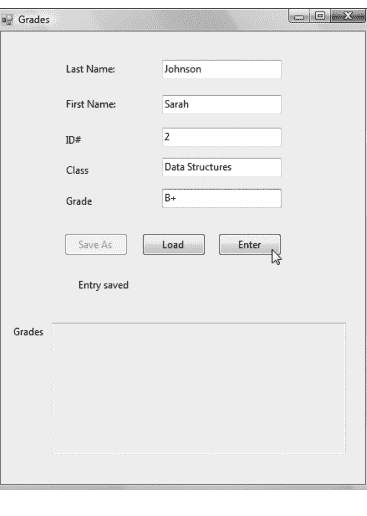 Grades
Last Name: Johnson
First Name: Sarah
ID# 2
Class Data Structures
Grade B+
Save As Load Enter
Entry saved
Grades